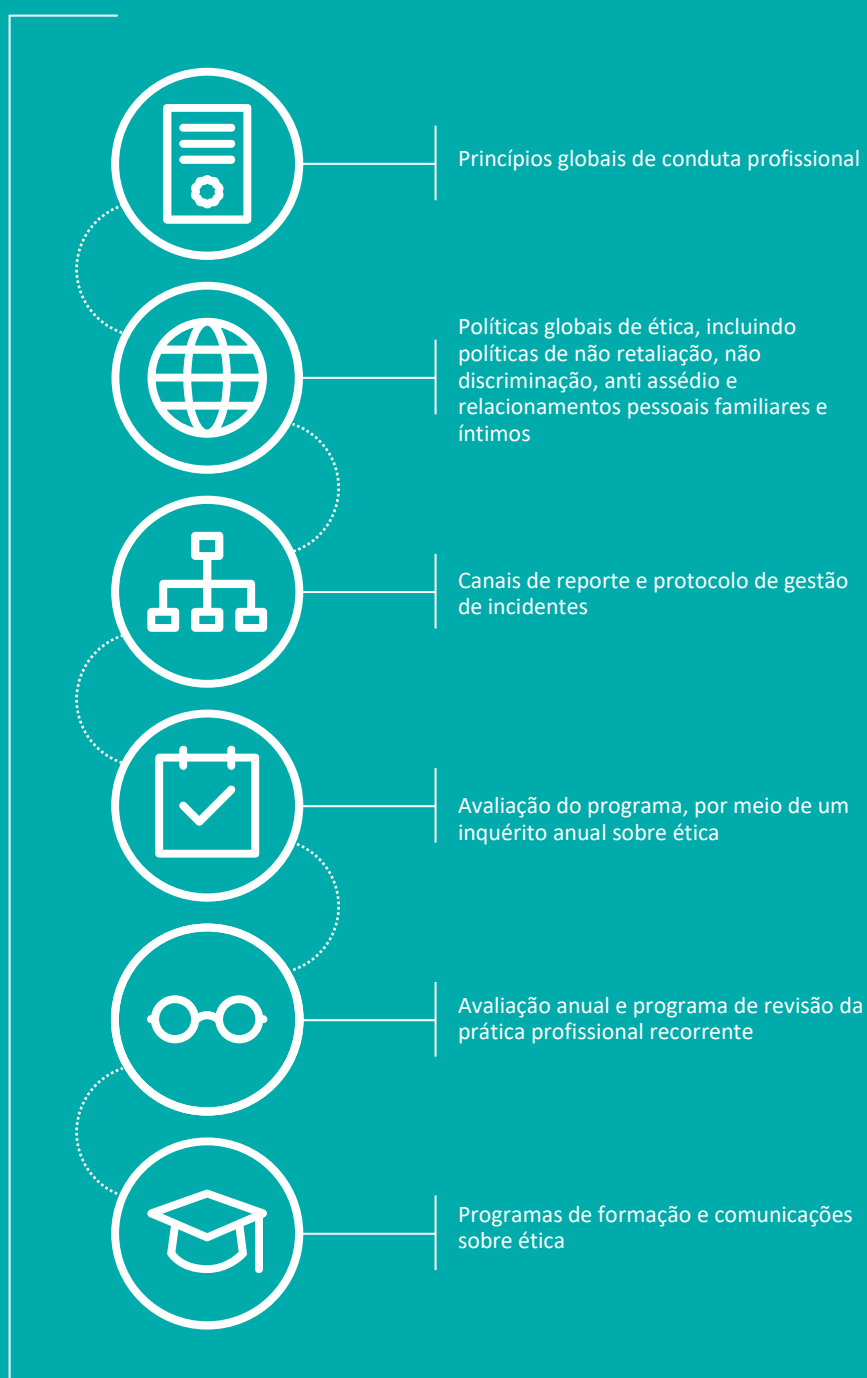 Princípios globais de conduta profissional
Políticas globais de ética, incluindo
políticas de não retaliação, não
discriminação, anti assédio e
relacionamentos pessoais familiares e
íntimos
Canais de reporte e protocolo de gestão
de incidentes
Avaliação do programa, por meio de um
inquérito anual sobre ética
Avaliação anual e programa de revisão da
prática profissional recorrente
Programas de formação e comunicações
sobre ética